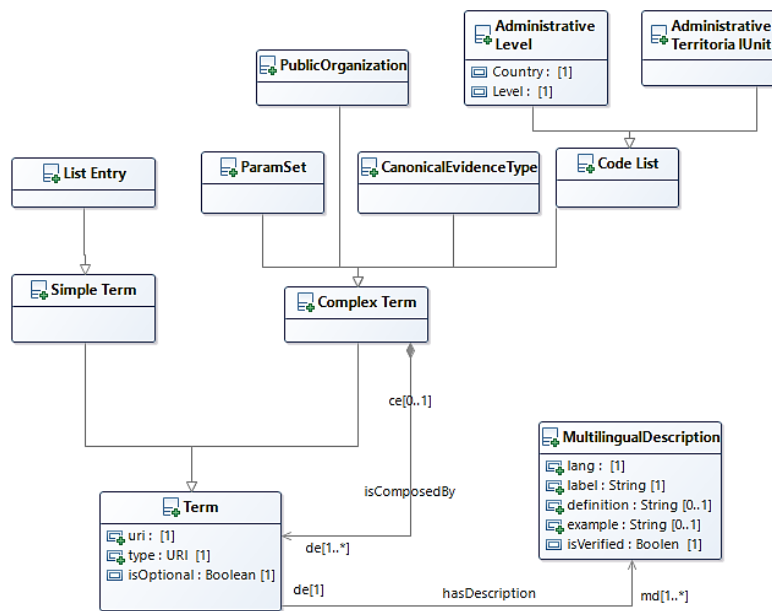 Administrative
Level
Country : [1]
Level : [1]
Administrative
Territoria lUnit
PublicOrganization
List Entry
ParamSet
CanonicalEvidenceType
Code List
Simple Term
Complex Term
ce[0..1]
MultilingualDescription
lang : [1]
label : String [1]
definition : String [0..1]
example : String [0..1]
isVerified : Boolen [1]
isComposedBy
Term
uri : [1]
type : URI [1]
isOptional : Boolean [1]
de[1..*]
de[1]
hasDescription
md[1..*]